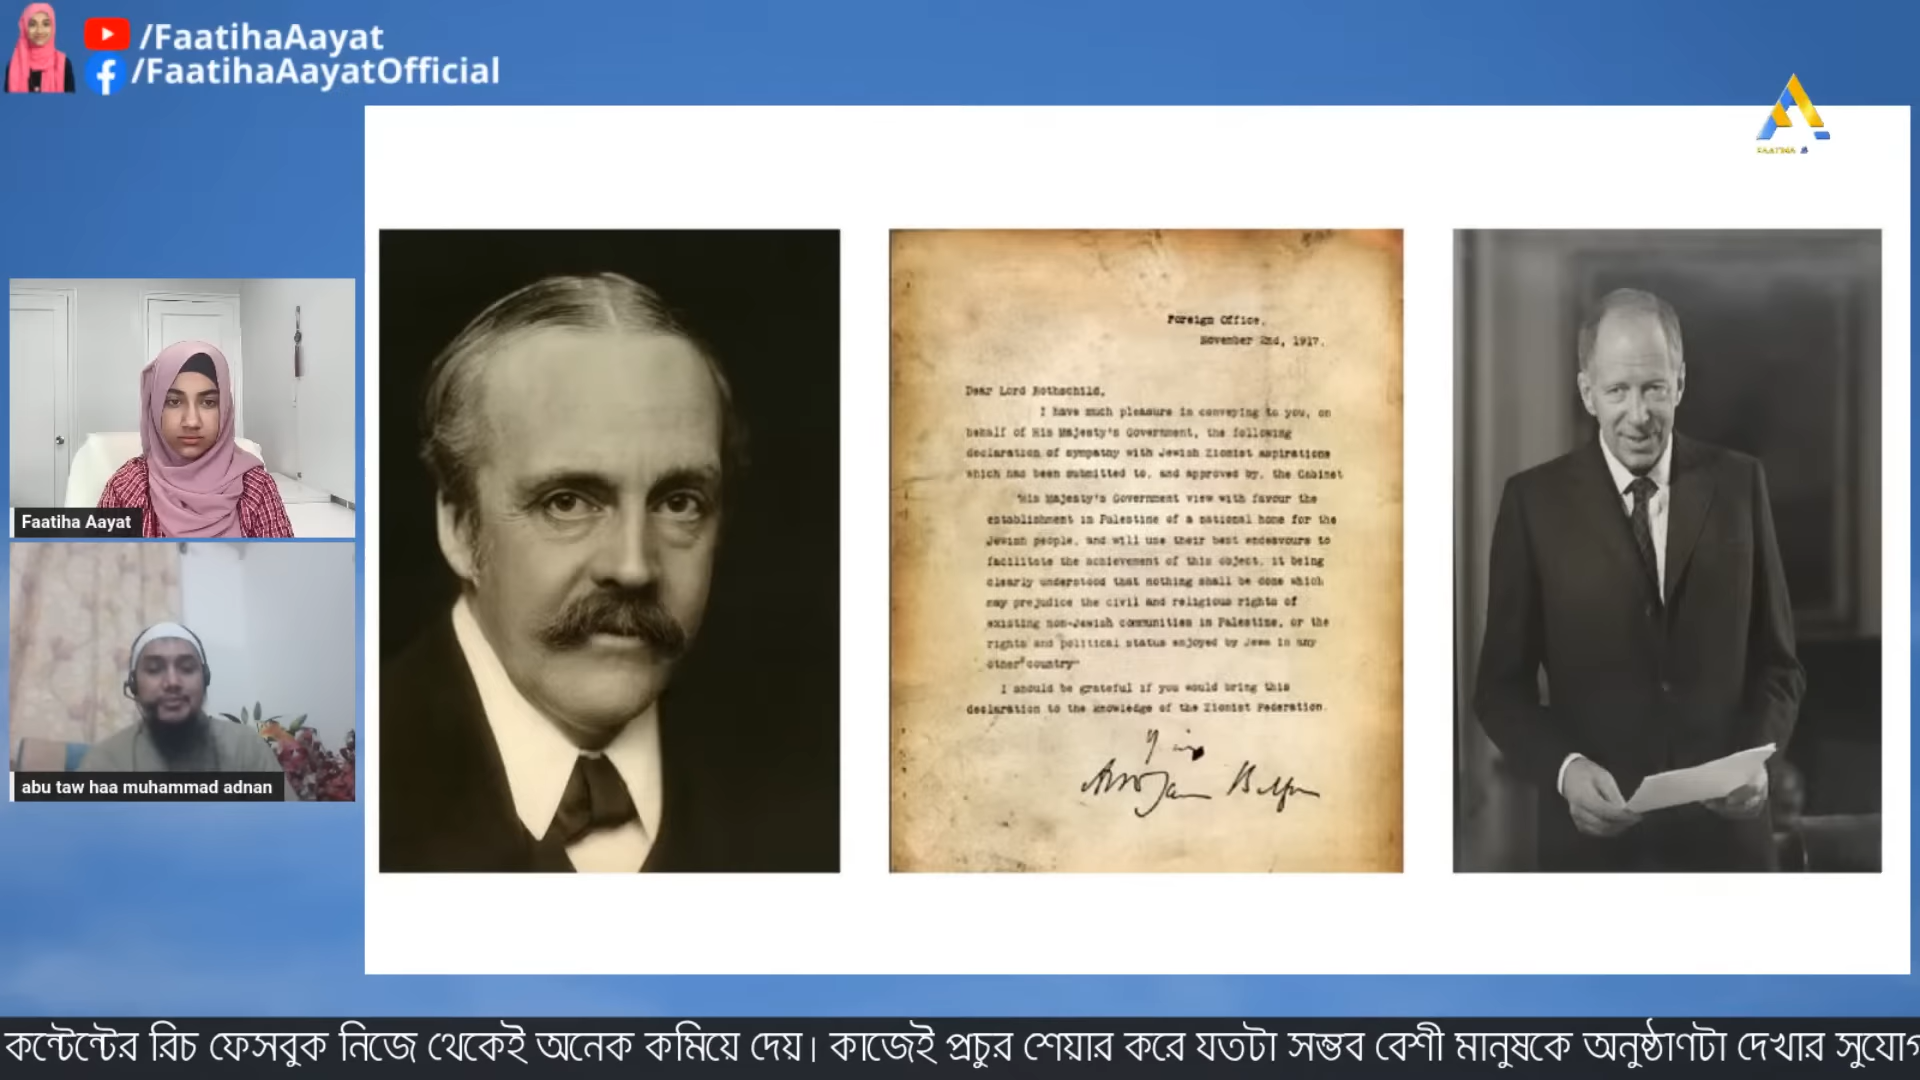 /FaatihaAayat
/FaatihaAayatOfficial
FAATIHA
Foreign Office,
November 2nd, 1917.
Dear Lord Rothschild,
I have much pleasure in conveying to you, on
behalf of His Majesty's Government, the following
declaration of sympathy with Jewish Zionist aspirations
which has been submitted to, and approved by, the Cabinet
"His Majesty's Government view with favour the
establishment in Palestine of a national home for the
Jewish people, and will use their best endeavours to
facilitate the achievement of this object, it being
clearly understood that nothing shall be done which
may prejudice the civil and religious rights of
existing non-Jewish communities in Palestine, or the
rights and political status enjoyed by Jews in any
other country"
I should be grateful if you would bring this
declaration to the knowledge of the Zionist Federation.
Faatiha Aayat
abu taw haa muhammad adnan
কন্টেন্টের রিচ ফেসবুক নিজে থেকেই অনেক কমিয়ে দেয়। কাজেই প্রচুর শেয়ার করে যতটা সম্ভব বেশী মানুষকে অনুষ্ঠাণটা দেখার